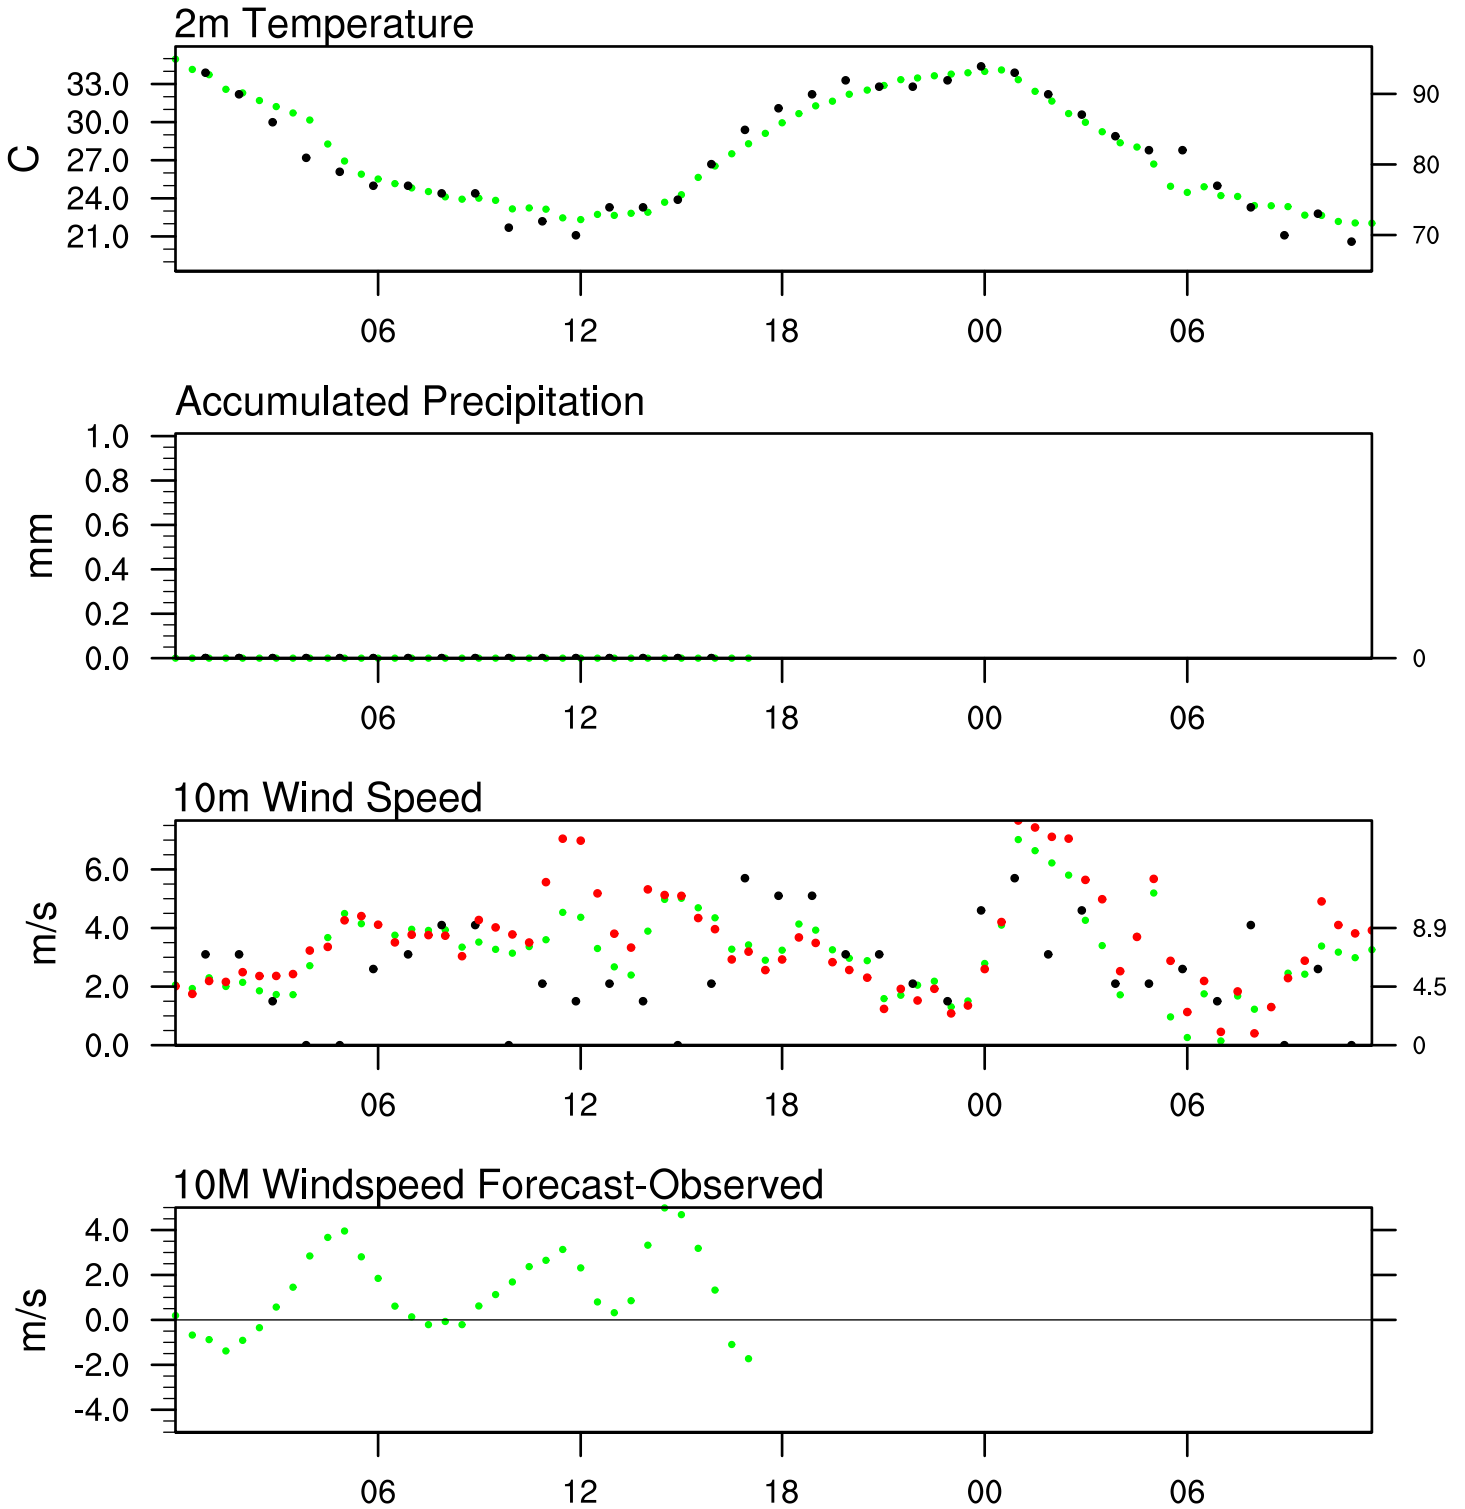 2m Temperature
33.0
30.0
27.0
24.0
21.0
C
90
80
70
06 12 18 00 06
Accumulated Precipitation
1.0
0.8
0.6
0.4
0.2
0.0
mm
0
06 12 18 00 06
10m Wind Speed
6.0
4.0
2.0
0.0
m/s
8.9
4.5
0
06 12 18 00 06
10M Windspeed Forecast-Observed
4.0
2.0
0.0
-2.0
-4.0
m/s
06 12 18 00 06